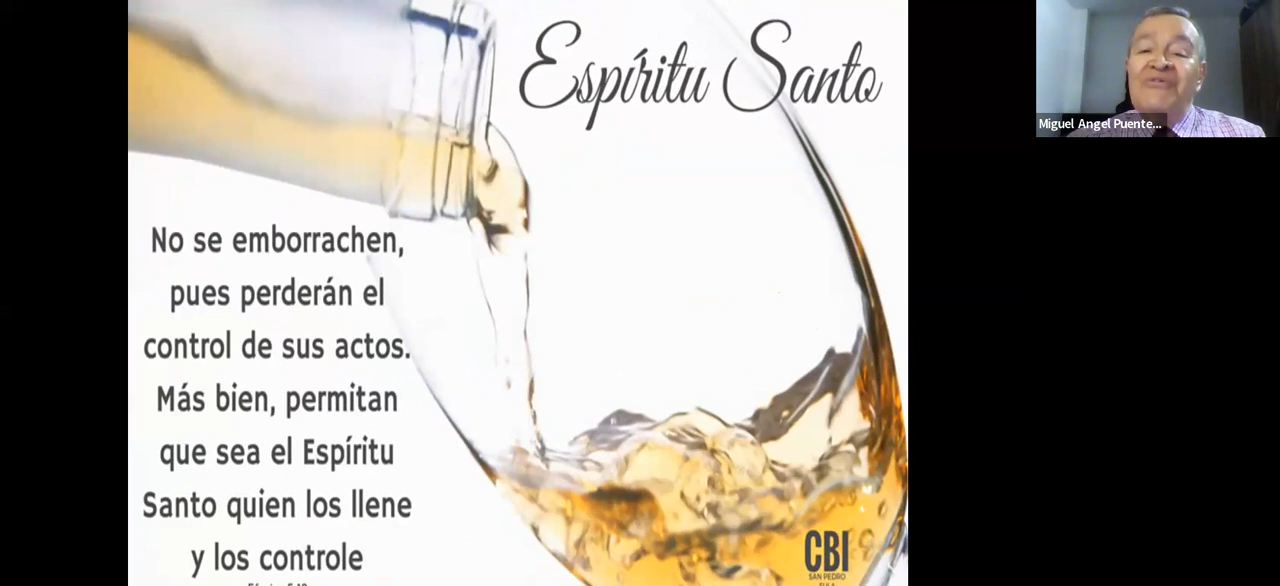 Espíritu Santo
No se emborrachen,
pues perderán el
control de sus actos.
Más bien, permitan
que sea el Espíritu
Santo quien los llene
y los controle
CBI
SAN PEDRO
SULA
Miguel Angel Puente...